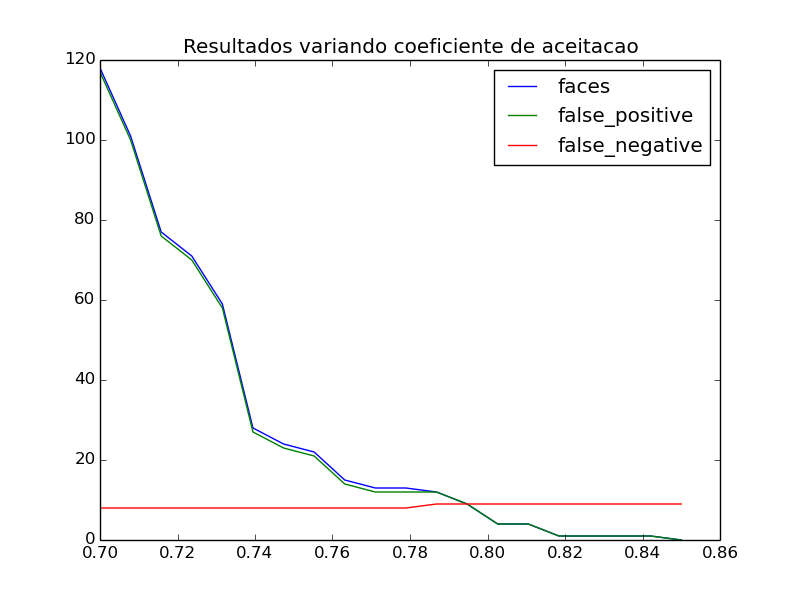 Resultados variando coeficiente de aceitacao
120
100
80
60
40
20
0
faces
false_positive
false_negative
0.70 0.72 0.74 0.76 0.78 0.80 0.82 0.84 0.86